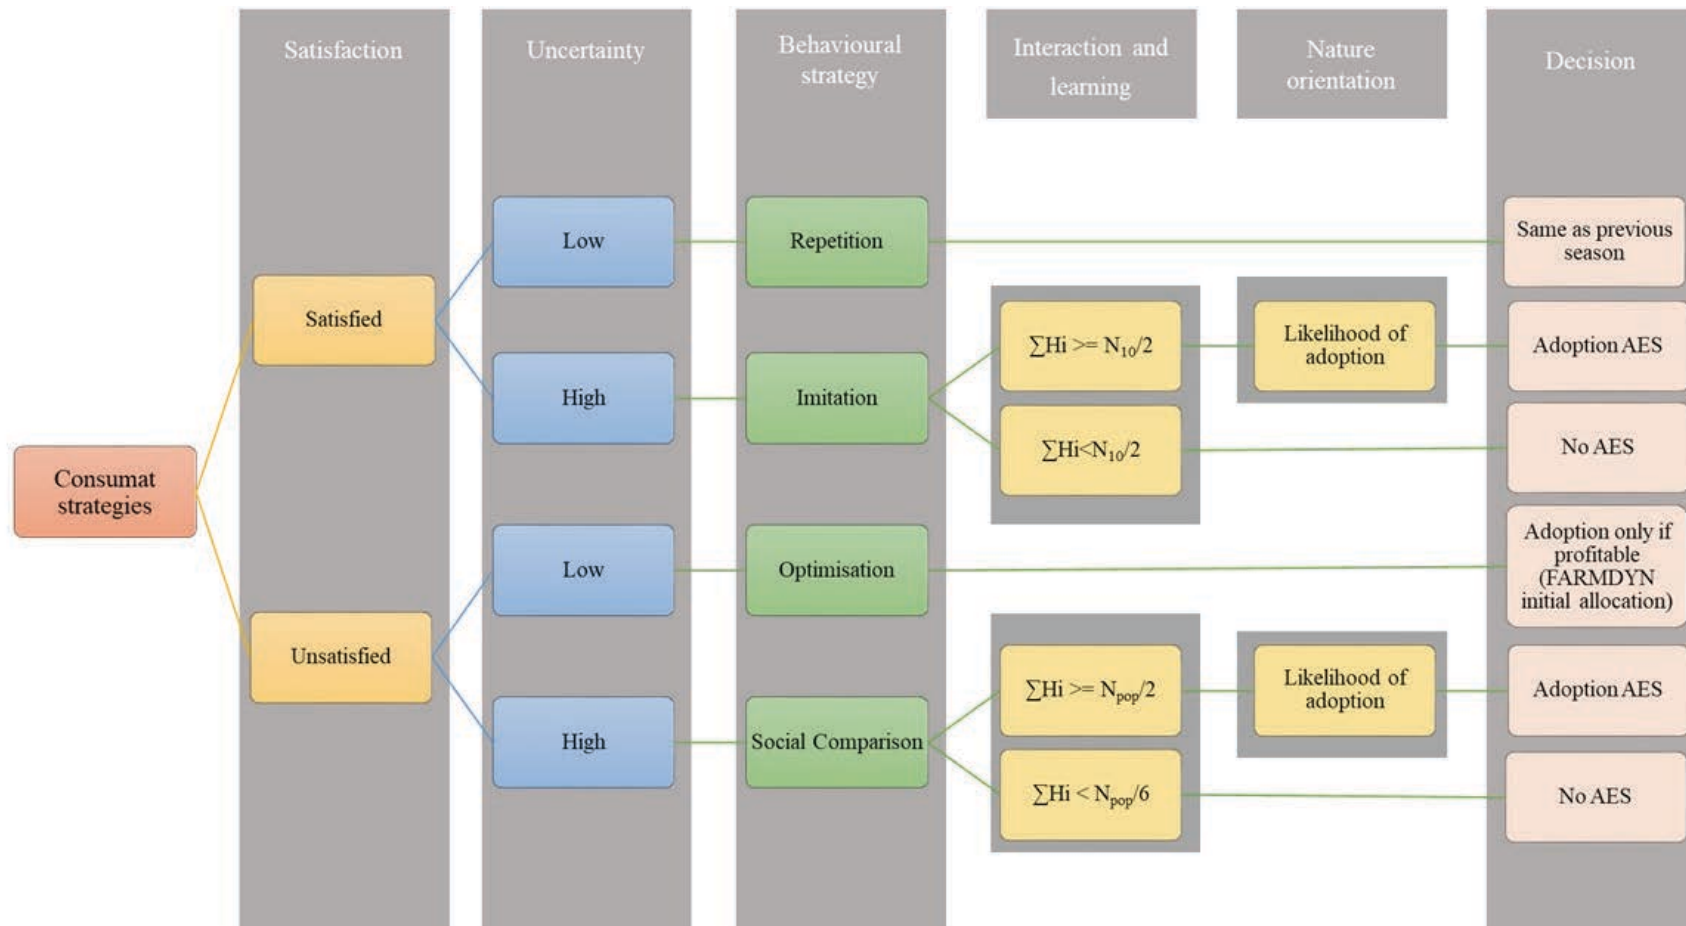 Satisfaction
Uncertainty
Behavioural
strategy
Interaction and
learning
Nature
orientation
Decision
Consumat
strategies
Satisfied
Unsatisfied
Low
High
Low
High
Repetition
Imitation
Optimisation
Social Comparison
∑Hi >= N₁₀/2
∑Hi<N₁₀/2
∑Hi >= Npop/2
∑Hi < Npop/6
Likelihood of
adoption
Likelihood of
adoption
Same as previous
season
Adoption AES
No AES
Adoption only if
profitable
(FARMDYN
initial allocation)
Adoption AES
No AES